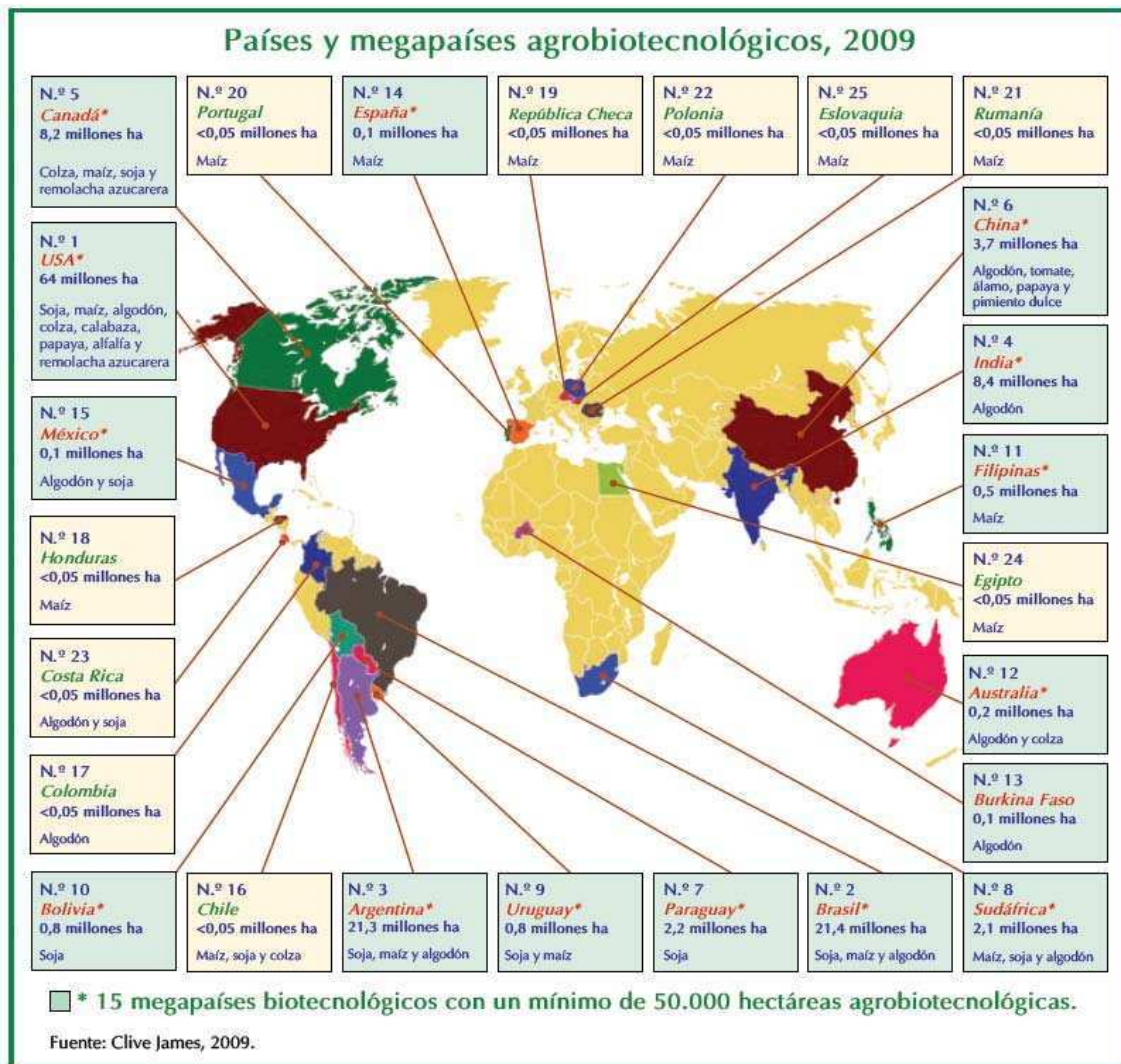 Países y megapaíses agrobiotecnológicos, 2009
N.º 5
Canadá*
8,2 millones ha
Colza, maíz, soja y
remolacha azucarera
N.º 20
Portugal
<0,05 millones ha
Maíz
N.º 14
España*
0,1 millones ha
Maíz
N.º 19
República Checa
<0,05 millones ha
Maíz
N.º 22
Polonia
<0,05 millones ha
Maíz
N.º 25
Eslovaquia
<0,05 millones ha
Maíz
N.º 21
Rumanía
<0,05 millones ha
Maíz
N.º 1
USA*
64 millones ha
Soja, maíz, algodón,
colza, calabaza,
papaya, alfalfía y
remolacha azucarera
N.º 15
México*
0,1 millones ha
Algodón y soja
N.º 18
Honduras
<0,05 millones ha
Maíz
N.º 23
Costa Rica
<0,05 millones ha
Algodón y soja
N.º 17
Colombia
<0,05 millones ha
Algodón
N.º 6
China*
3,7 millones ha
Algodón, tomate,
álamo, papaya y
pimiento dulce
N.º 4
India*
8,4 millones ha
Algodón
N.º 11
Filipinas*
0,5 millones ha
Maíz
N.º 24
Egipto
<0,05 millones ha
Maíz
N.º 12
Australia*
0,2 millones ha
Algodón y colza
N.º 13
Burkina Faso
0,1 millones ha
Algodón
N.º 10
Bolivia*
0,8 millones ha
Soja
N.º 16
Chile
<0,05 millones ha
Maíz, soja y colza
N.º 3
Argentina*
21,3 millones ha
Soja, maíz y algodón
N.º 9
Uruguay*
0,8 millones ha
Soja y maíz
N.º 7
Paraguay*
2,2 millones ha
Soja
N.º 2
Brasil*
21,4 millones ha
Soja, maíz y algodón
N.º 8
Sudáfrica*
2,1 millones ha
Maíz, soja y algodón
* 15 megapaíses biotecnológicos con un mínimo de 50.000 hectáreas agrobiotecnológicas.
Fuente: Clive James, 2009.